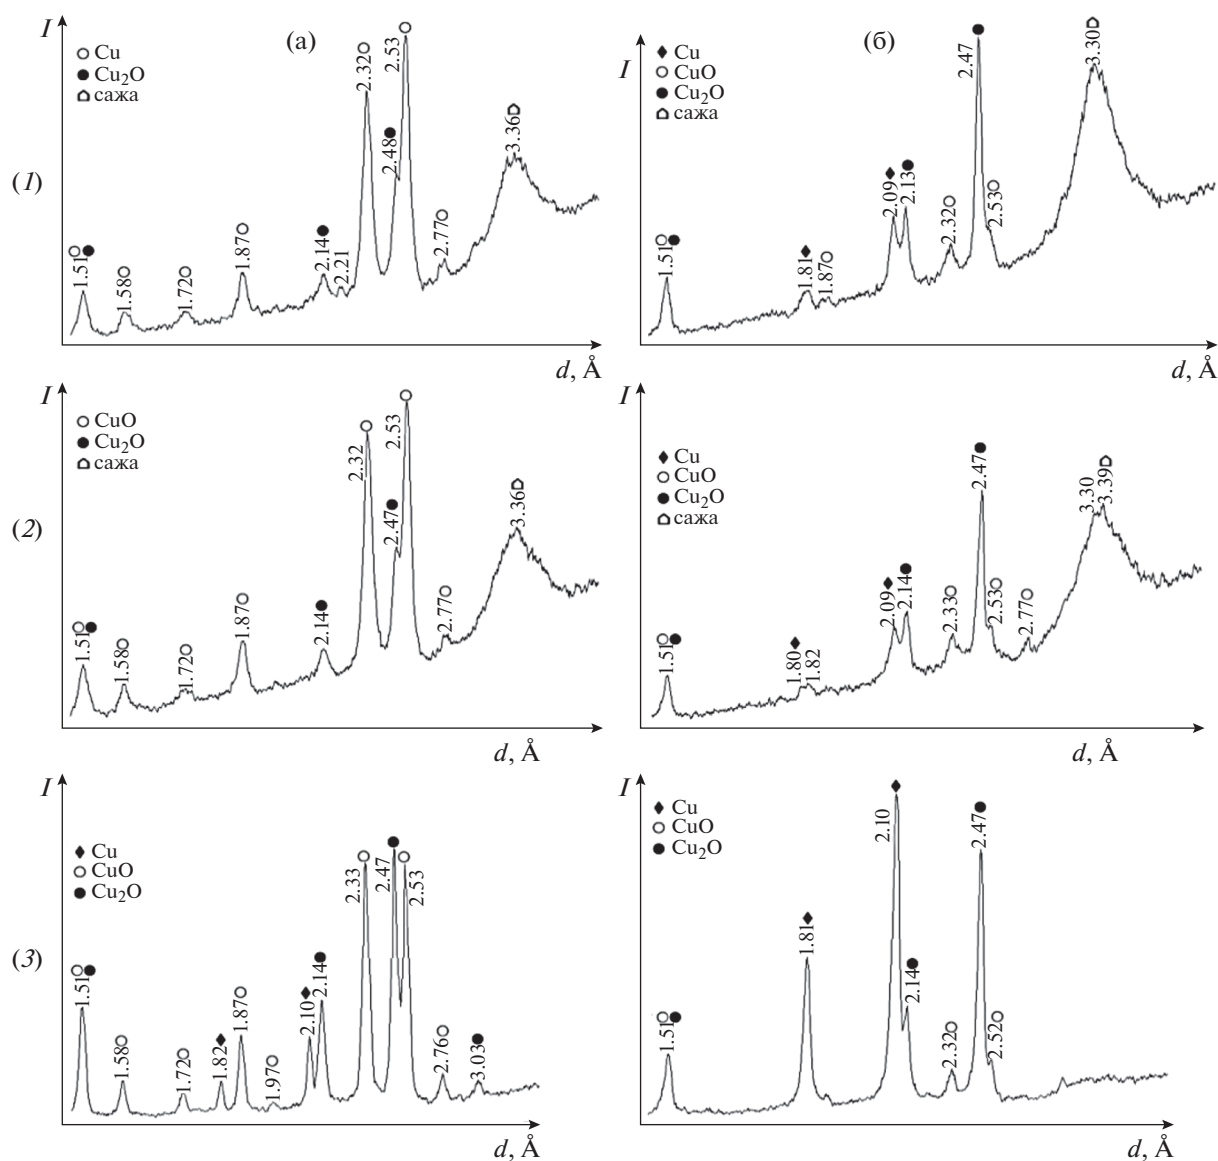 (а)
I
Cu
Cu₂O
сажа
(1)
1.51
1.58
1.72
1.87
2.14
2.21
2.32
2.48
2.53
2.77
3.36
d, Å
(б)
I
Cu
CuO
Cu₂O
сажа
1.51
1.81
1.87
2.09
2.13
2.32
2.47
2.53
3.30
d, Å
I
CuO
Cu₂O
сажа
(2)
1.51
1.58
1.72
1.87
2.14
2.32
2.47
2.53
2.77
3.36
d, Å
I
Cu
CuO
Cu₂O
сажа
1.51
1.80
1.82
2.09
2.14
2.33
2.47
2.53
2.77
3.30
3.39
d, Å
I
Cu
CuO
Cu₂O
(3)
1.51
1.58
1.72
1.82
1.87
1.97
2.10
2.14
2.33
2.47
2.53
2.76
3.03
d, Å
I
Cu
CuO
Cu₂O
1.51
1.81
2.10
2.14
2.32
2.47
2.52
d, Å